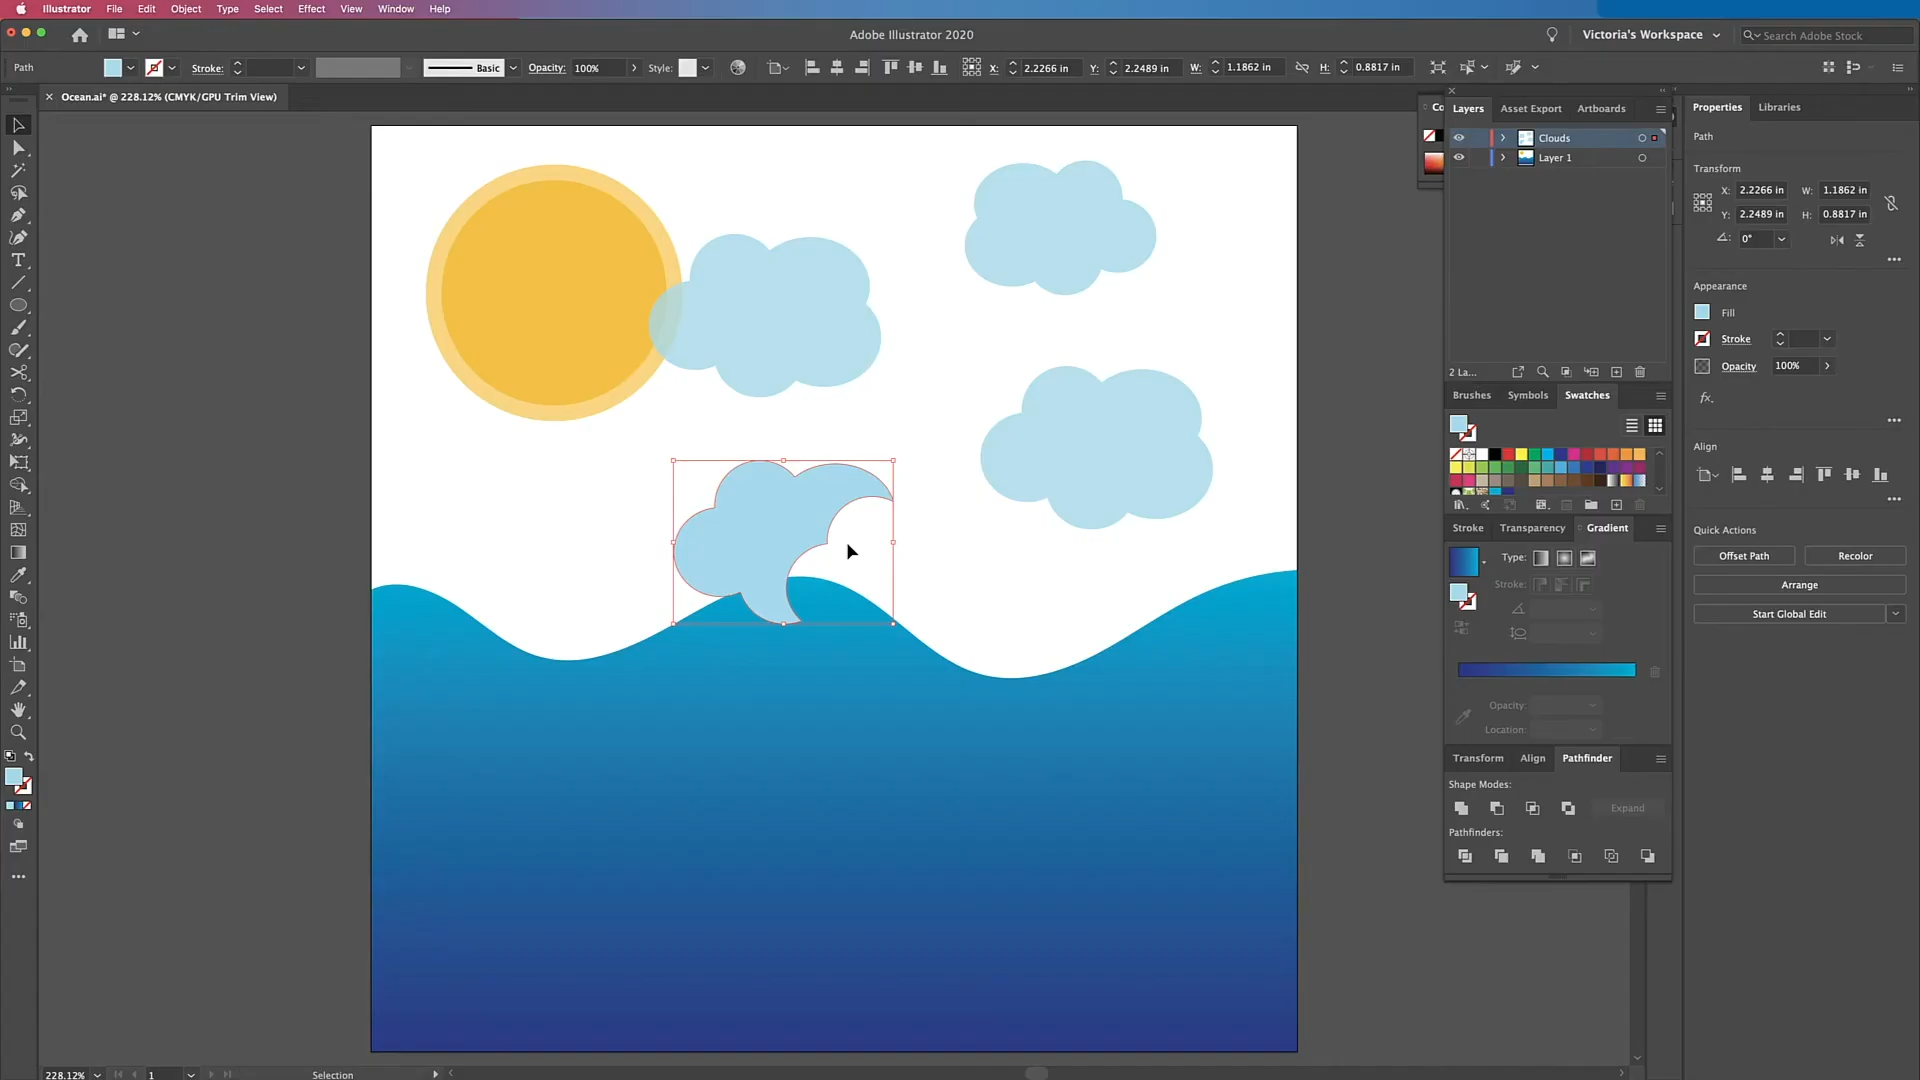 Illustrator File Edit Object Type Select Effect View Window Help
Adobe Illustrator 2020
Victoria's Workspace
Search Adobe Stock
Path
Stroke:
Basic
Opacity: 100%
Style:
X: 2.2266 in
Y: 2.2489 in
W: 1.1862 in
H: 0.8817 in
Ocean.ai* @ 228.12% (CMYK/GPU Trim View)
Co
Layers Asset Export Artboards
Clouds
Layer 1
2 La...
Brushes Symbols Swatches
Stroke Transparency Gradient
Type:
Stroke:
Opacity:
Location:
Transform Align Pathfinder
Shape Modes:
Expand
Pathfinders:
Properties Libraries
Path
Transform
X: 2.2266 in W: 1.1862 in
Y: 2.2489 in H: 0.8817 in
0°
Appearance
Fill
Stroke
Opacity 100%
fx.
Align
Quick Actions
Offset Path Recolor
Arrange
Start Global Edit
228.12% 1 Selection